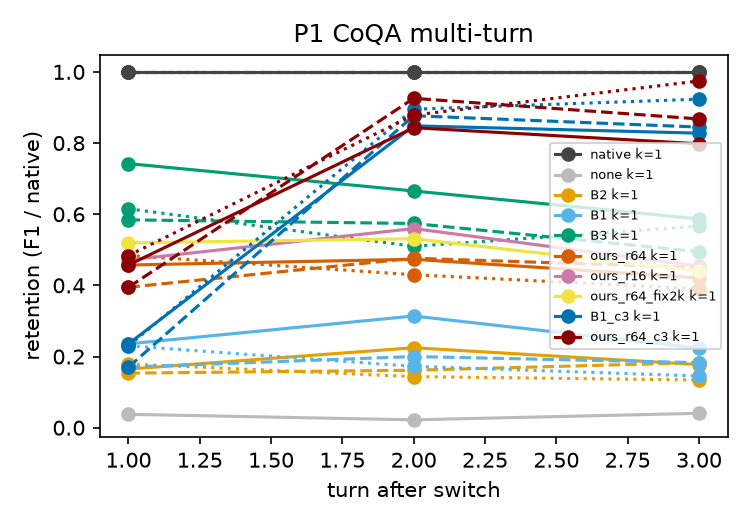 P1 CoQA multi-turn
retention (F1 / native)
1.0
0.8
0.6
0.4
0.2
0.0
native k=1
none k=1
B2 k=1
B1 k=1
B3 k=1
ours_r64 k=1
ours_r16 k=1
ours_r64_fix2k k=1
B1_c3 k=1
ours_r64_c3 k=1
1.00 1.25 1.50 1.75 2.00 2.25 2.50 2.75 3.00
turn after switch